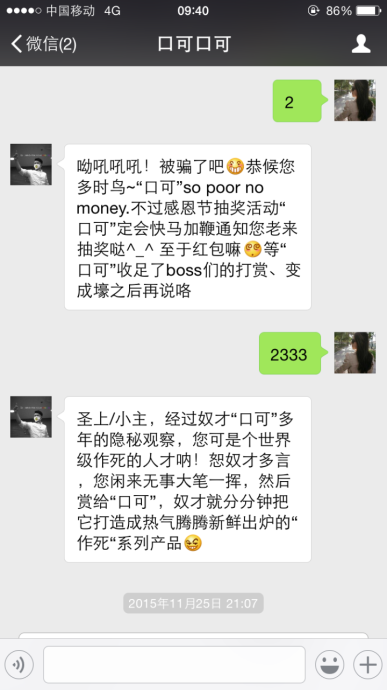 中国移动 4G 09:40 86%
微信(2) 口可口可
2
呦吼吼吼！被骗了吧😁恭候您
多时鸟~“口可”so poor no
money.不过感恩节抽奖活动“
口可”定会快马加鞭通知您老来
抽奖哒^_^ 至于红包嘛😵等“
口可”收足了boss们的打赏、变
成壕之后再说咯
2333
圣上/小主，经过奴才“口可”多
年的隐秘观察，您可是个世界
级作死的人才呐！恕奴才多言
，您闲来无事大笔一挥，然后
赏给“口可”，奴才就分分钟把
它打造成热气腾腾新鲜出炉的“
作死“系列产品😝
2015年11月25日 21:07